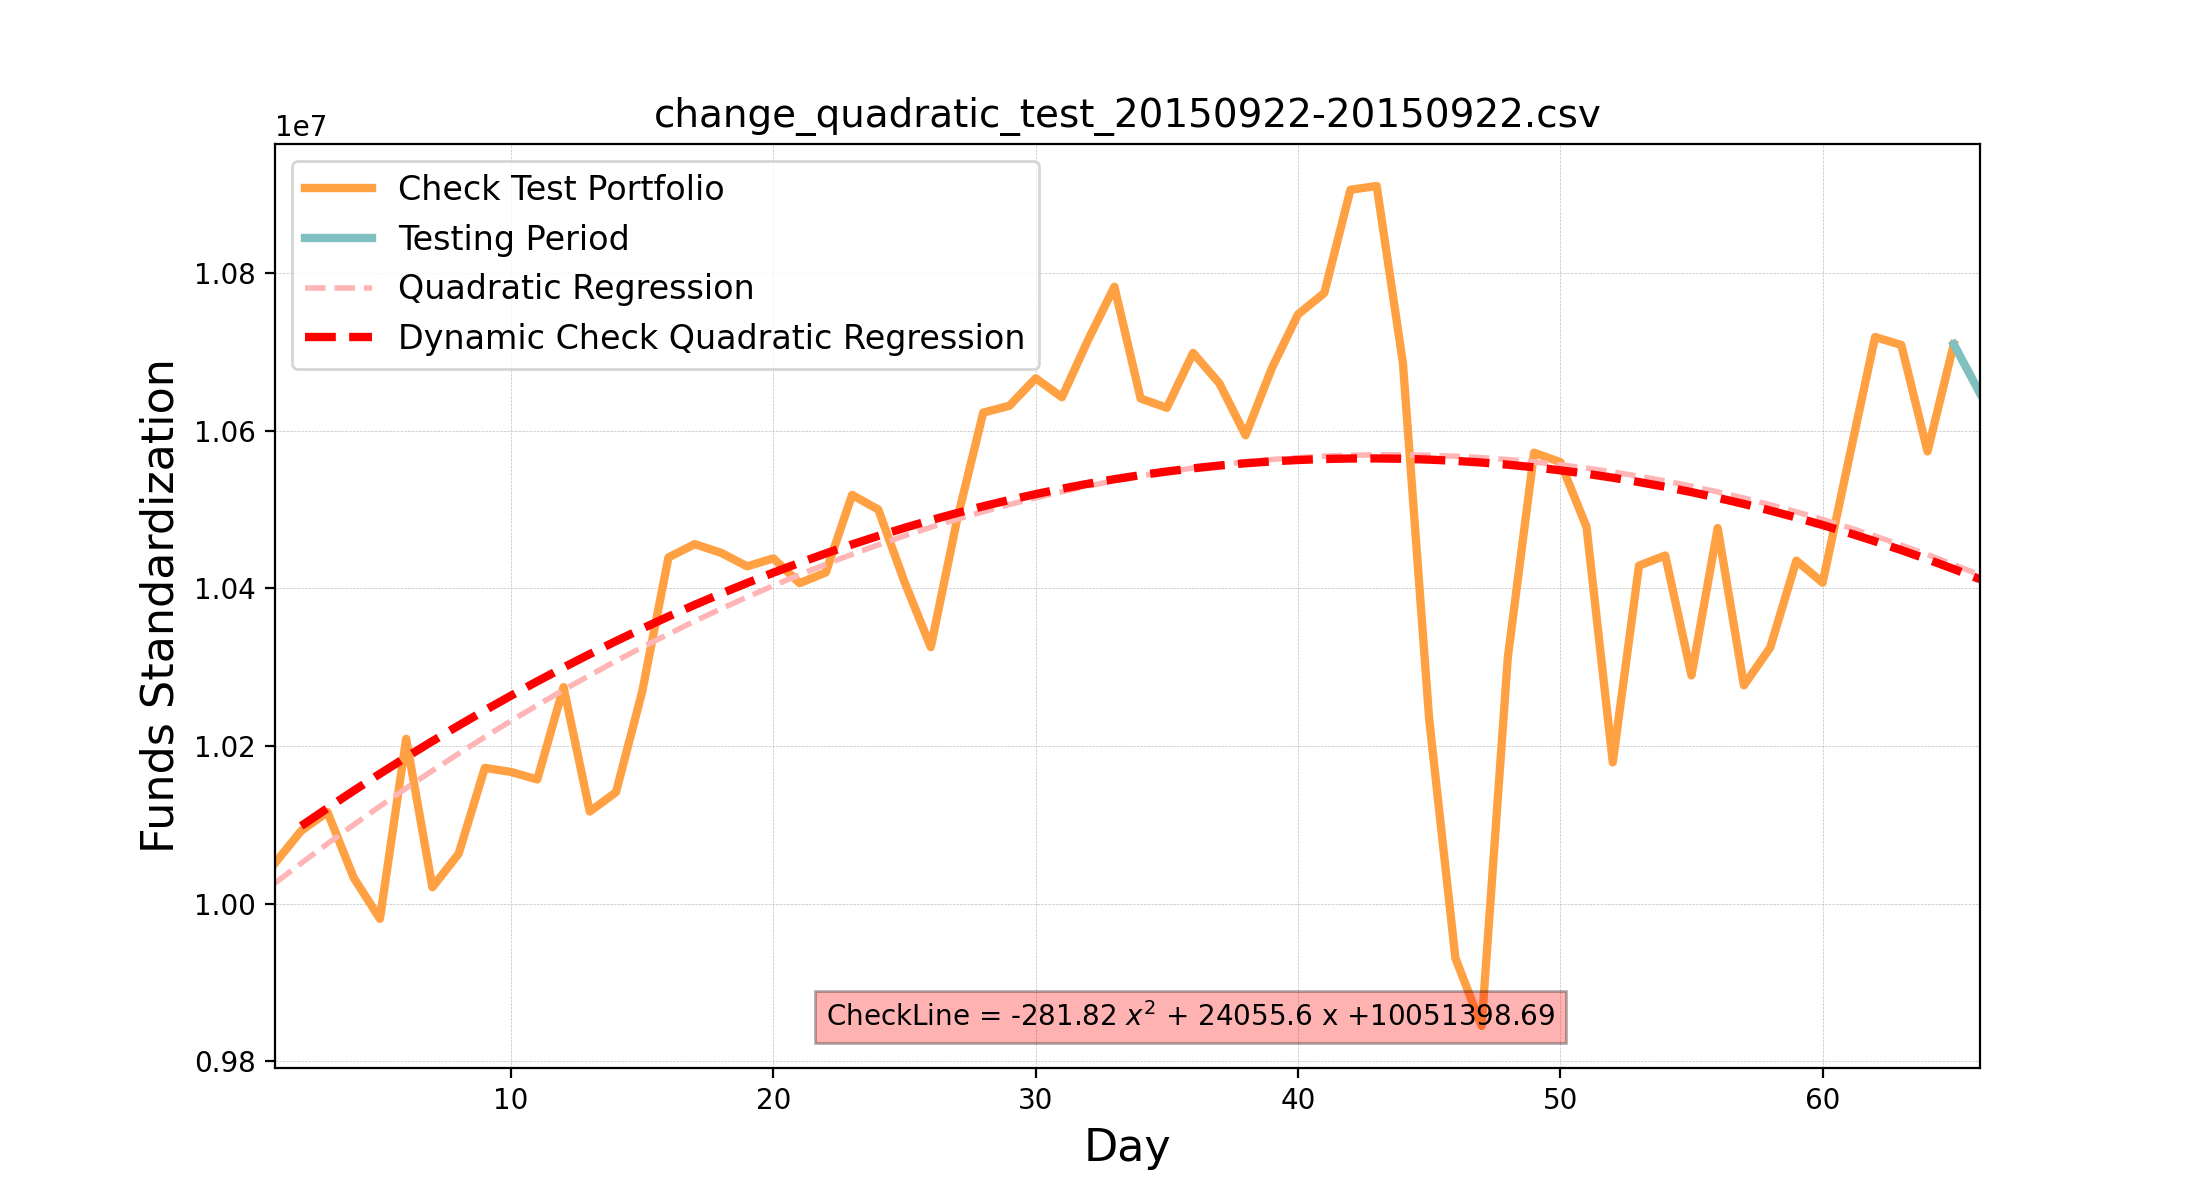 change_quadratic_test_20150922-20150922.csv
1e7
Check Test Portfolio
Testing Period
Quadratic Regression
Dynamic Check Quadratic Regression
1.08
1.06
1.04
1.02
1.00
0.98
Funds Standardization
CheckLine = -281.82 x² + 24055.6 x +10051398.69
10 20 30 40 50 60
Day